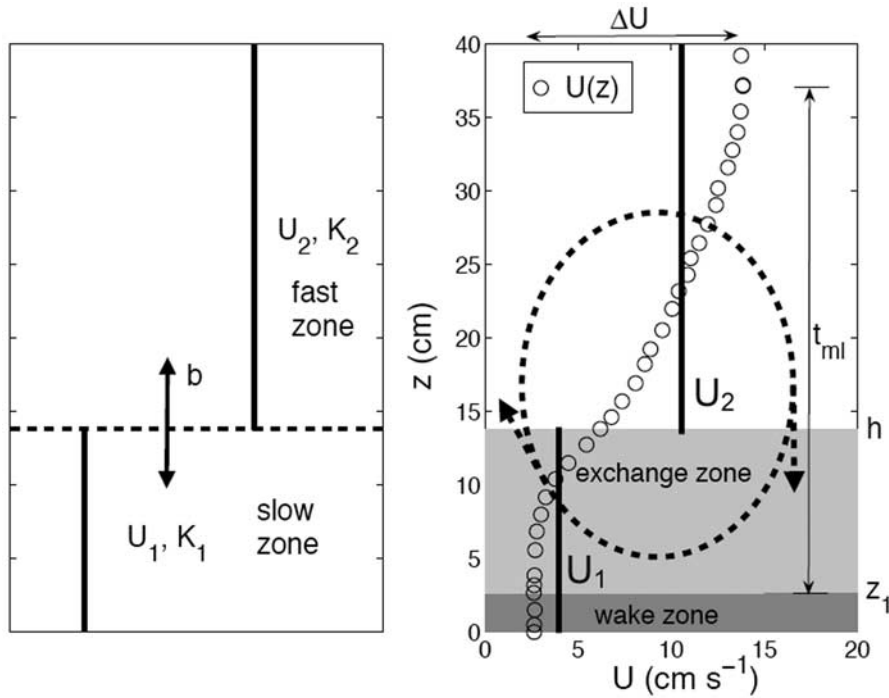 U₂, K₂
fast
zone
b
slow
zone
U₁, K₁
ΔU
40
35
30
25
20
15
10
5
0
z (cm)
U(z)
t_ml
U₂
h
exchange zone
U₁
z₁
wake zone
0
5
10
15
20
U (cm s⁻¹)